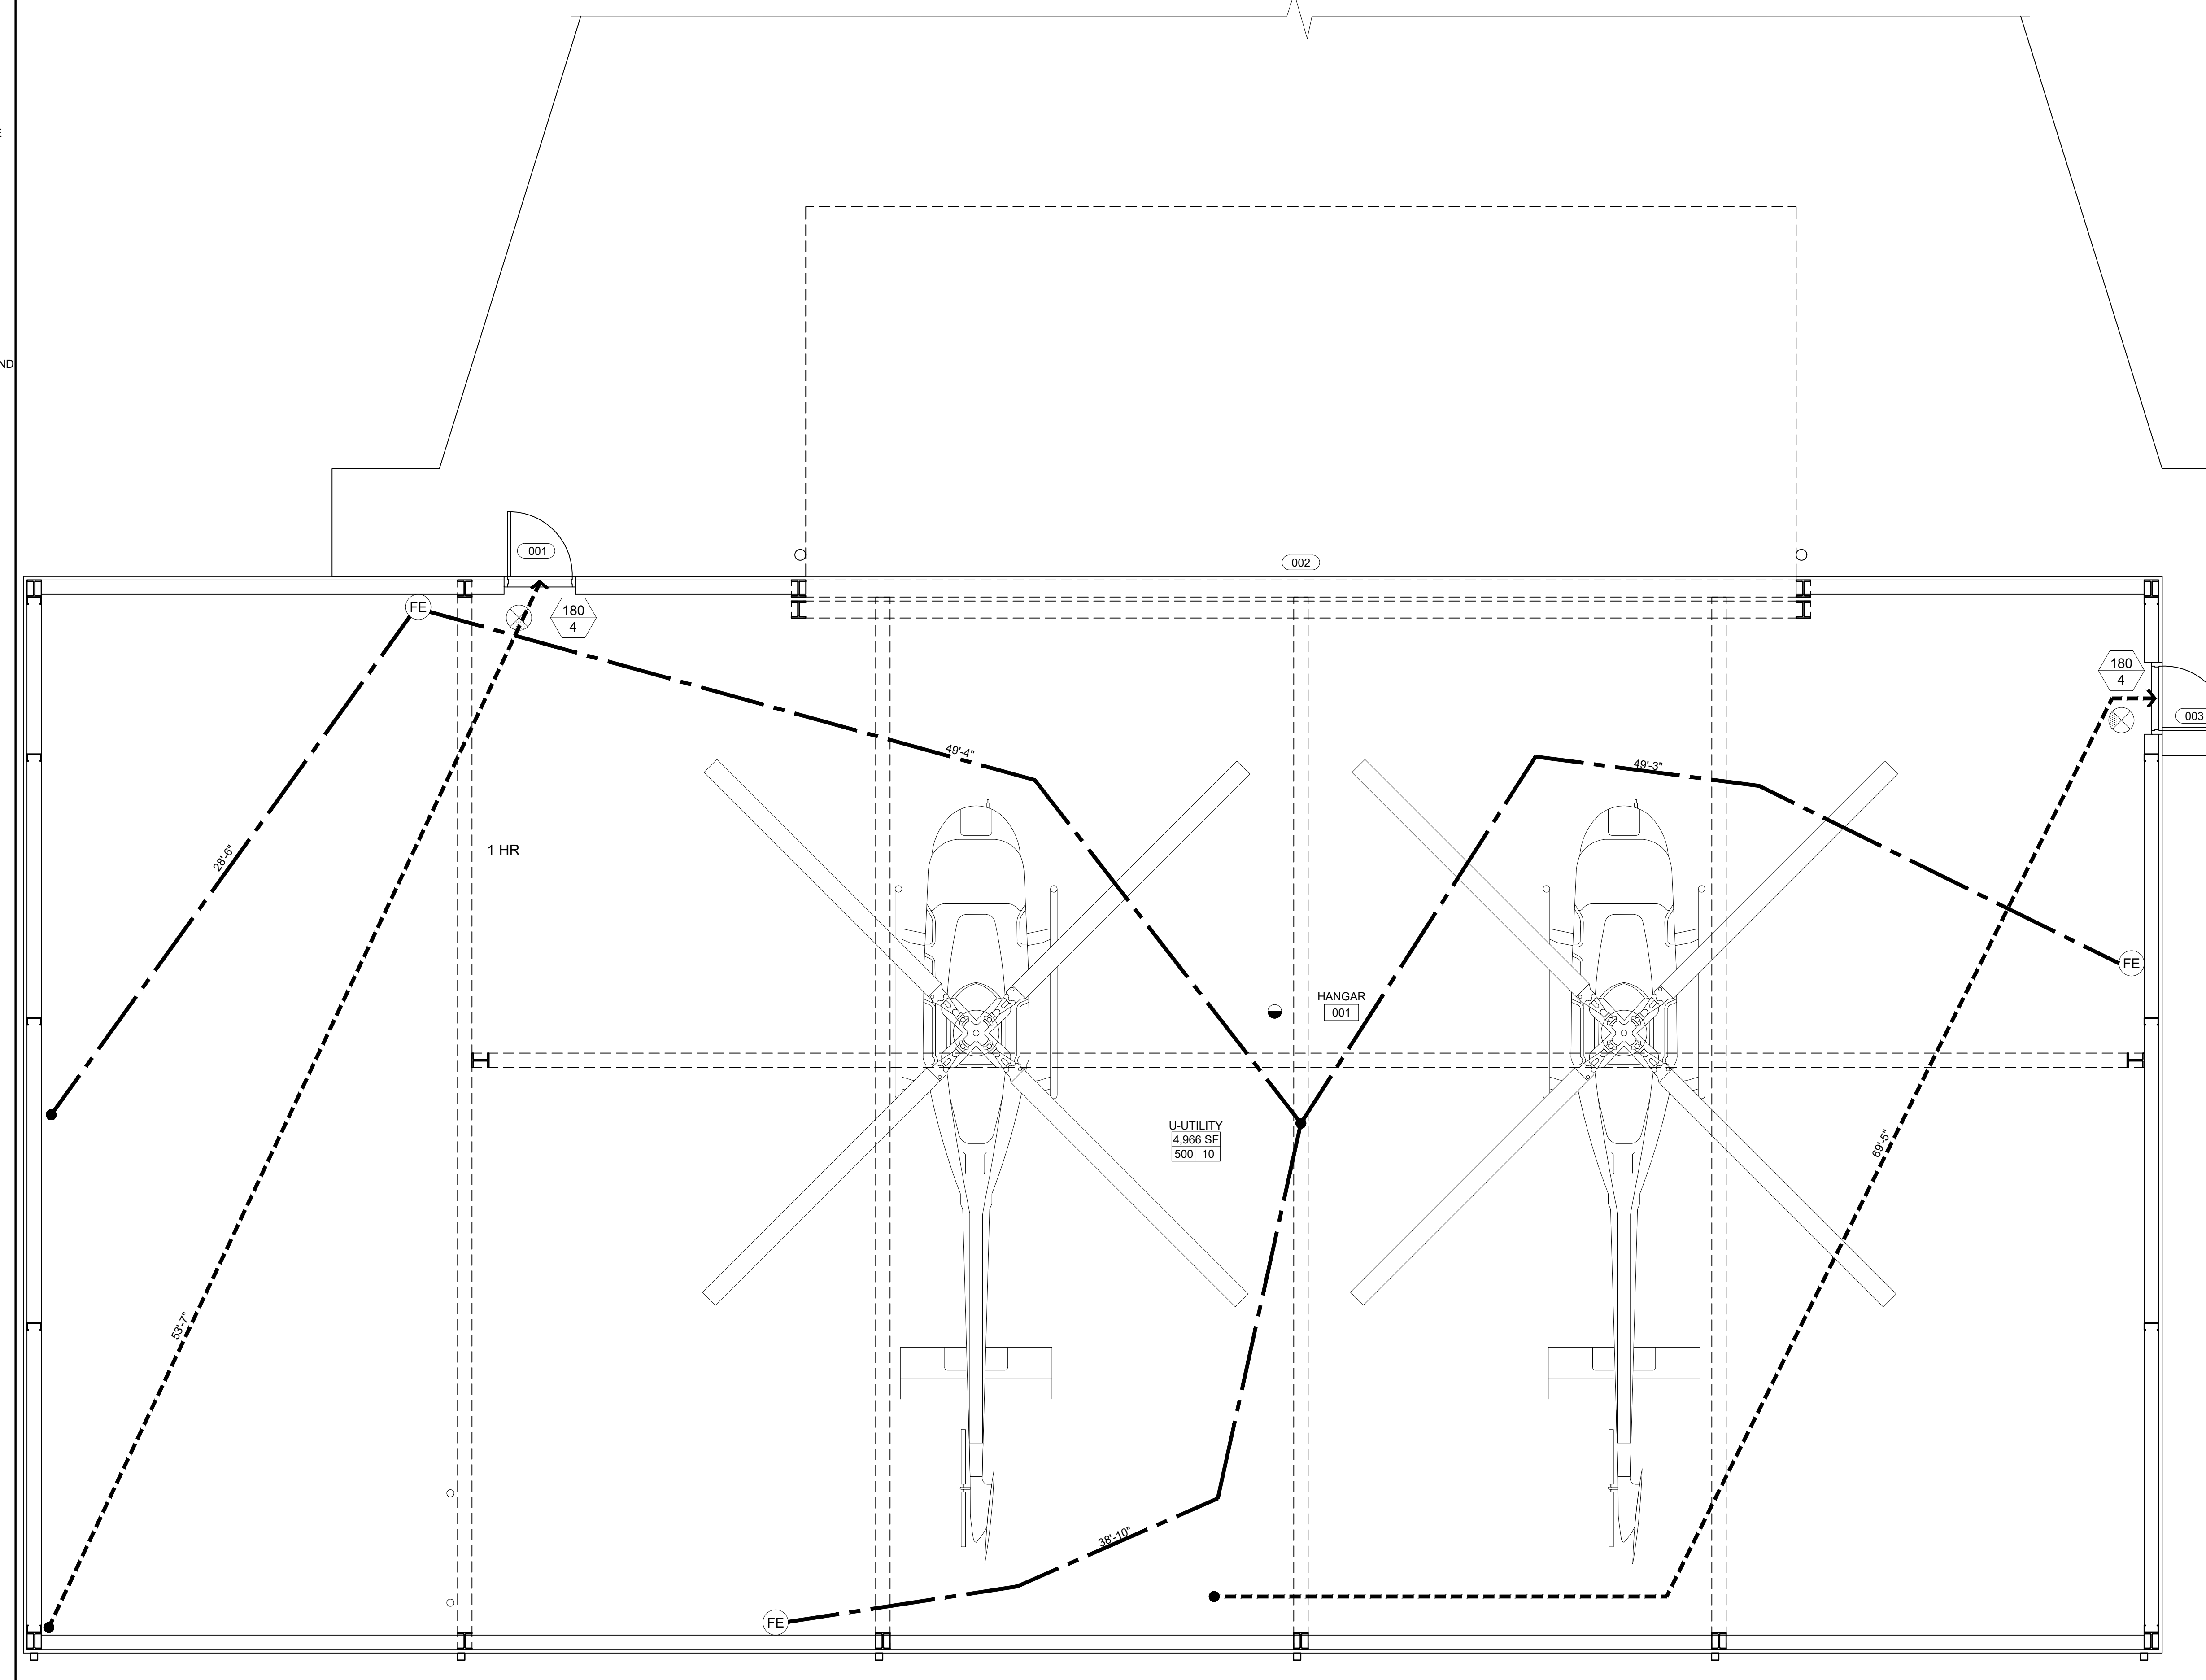 E
ND
001
002
FE
180
4
180
4
003
49'-4"
49'-3"
1 HR
28'-6"
FE
HANGAR
001
U-UTILITY
4,966 SF
500 10
69'-5"
53'-7"
38'-10"
FE